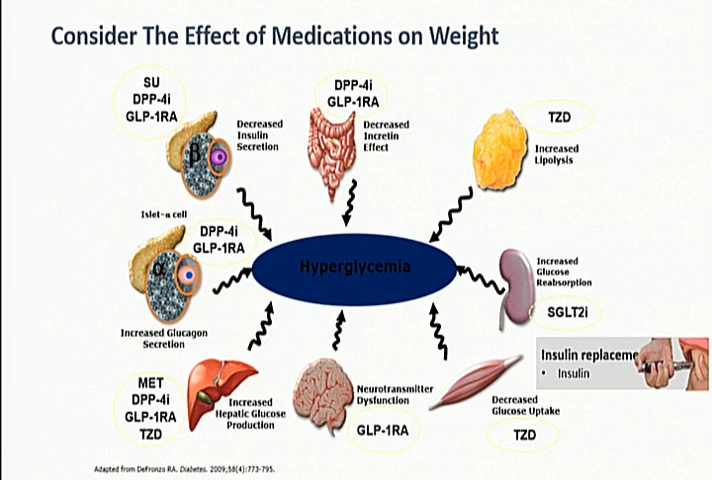 Consider The Effect of Medications on Weight
SU
DPP-4i
GLP-1RA
Decreased
Insulin
Secretion
β
DPP-4i
GLP-1RA
Decreased
Incretin
Effect
TZD
Increased
Lipolysis
Islet-α cell
DPP-4i
GLP-1RA
α
Increased Glucagon
Secretion
Hyperglycemia
Increased
Glucose
Reabsorption
SGLT2i
Insulin replaceme
• Insulin
MET
DPP-4i
GLP-1RA
TZD
Increased
Hepatic Glucose
Production
Neurotransmitter
Dysfunction
GLP-1RA
Decreased
Glucose Uptake
TZD
Adapted from DeFronzo RA. Diabetes. 2009;58(4):773-795.